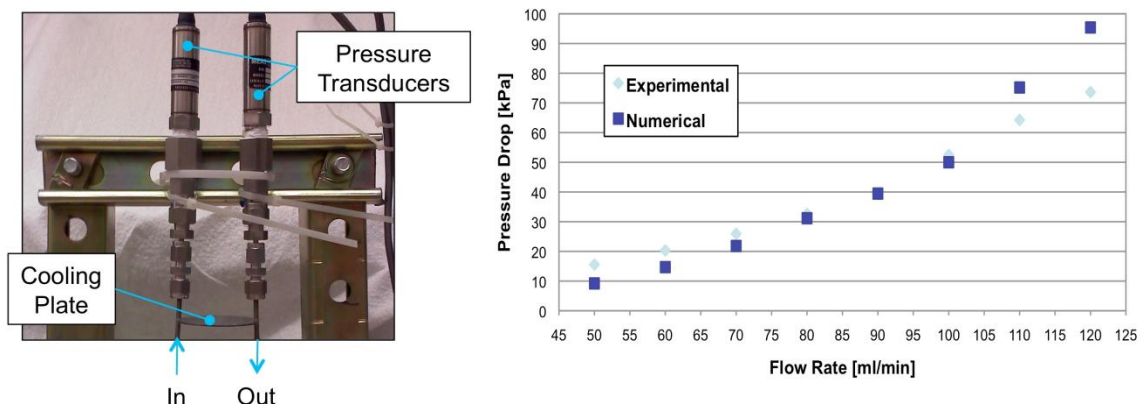 Pressure
Transducers
Cooling
Plate
In Out
Pressure Drop [kPa]
100
90
80
70
60
50
40
30
20
10
0
Experimental
Numerical
45 50 55 60 65 70 75 80 85 90 95 100 105 110 115 120 125
Flow Rate [ml/min]